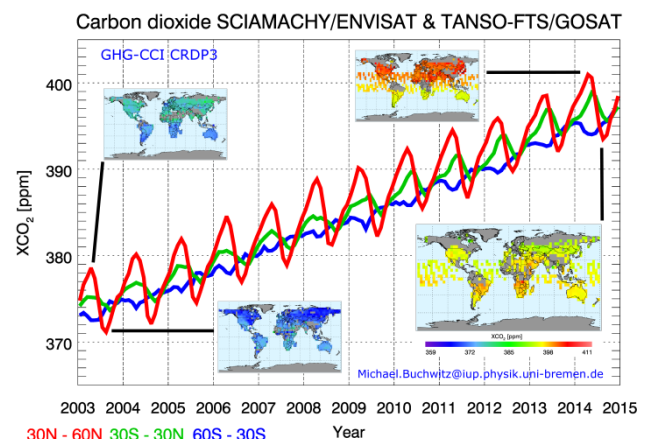 Carbon dioxide SCIAMACHY/ENVISAT & TANSO-FTS/GOSAT
GHG-CCI CRDP3
400
390
380
370
XCO2 [ppm]
XCO2 [ppm]
359 372 385 398 411
Michael.Buchwitz@iup.physik.uni-bremen.de
2003 2004 2005 2006 2007 2008 2009 2010 2011 2012 2013 2014 2015
30N - 60N 30S - 30N 60S - 30S Year